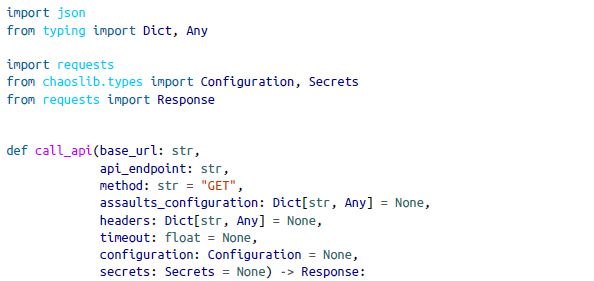 import json
from typing import Dict, Any

import requests
from chaoslib.types import Configuration, Secrets
from requests import Response


def call_api(base_url: str,
             api_endpoint: str,
             method: str = "GET",
             assaults_configuration: Dict[str, Any] = None,
             headers: Dict[str, Any] = None,
             timeout: float = None,
             configuration: Configuration = None,
             secrets: Secrets = None) -> Response: